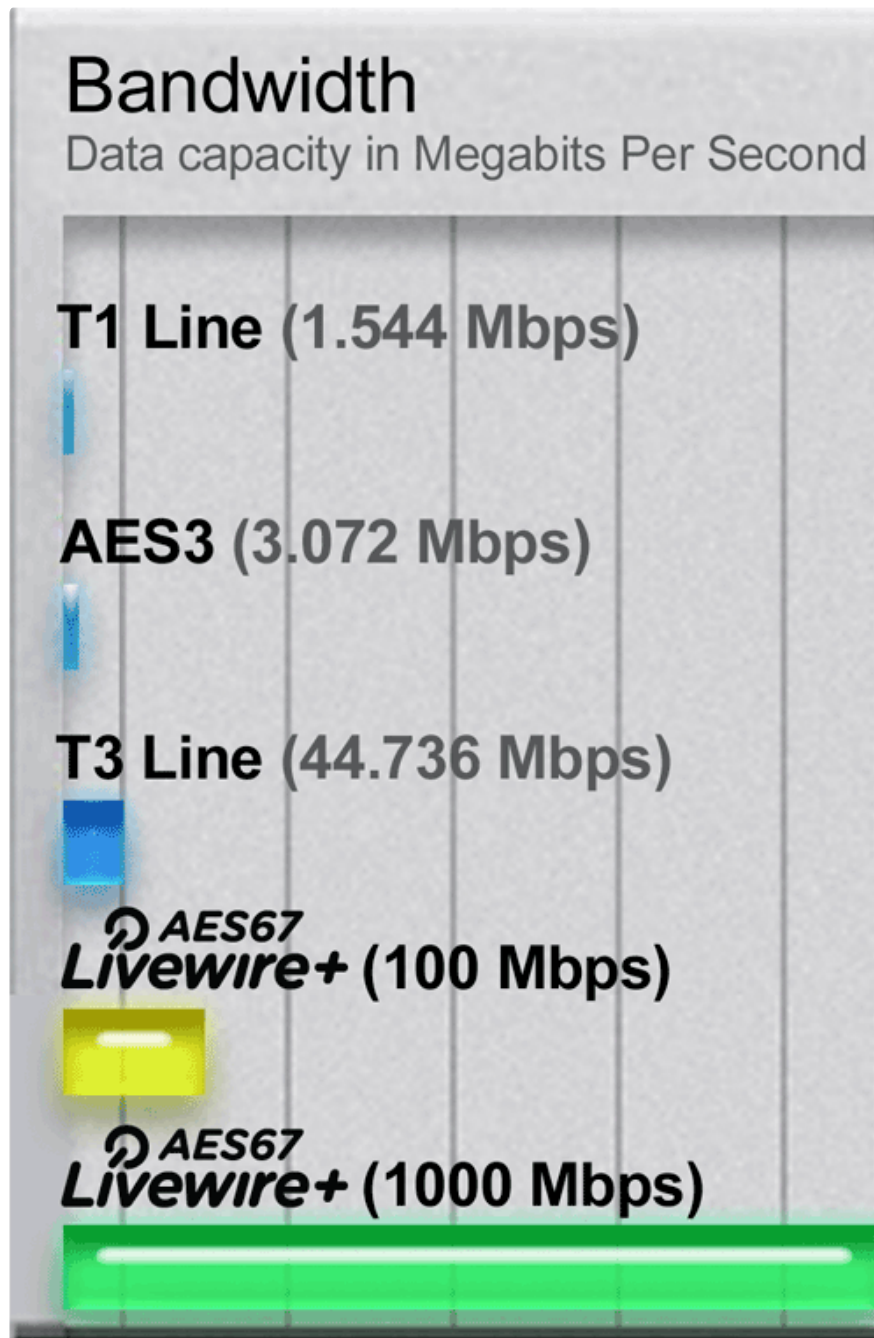 Bandwidth
Data capacity in Megabits Per Second
T1 Line (1.544 Mbps)
AES3 (3.072 Mbps)
T3 Line (44.736 Mbps)
AES67
Livewire+ (100 Mbps)
AES67
Livewire+ (1000 Mbps)